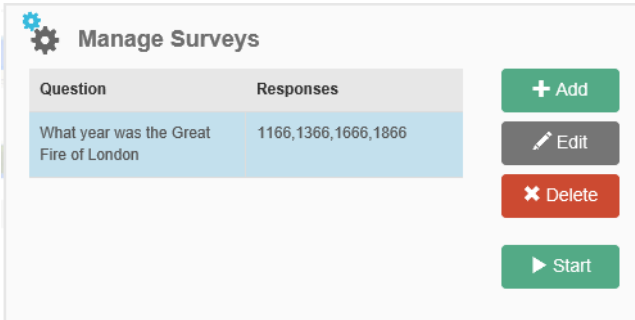 Manage Surveys
Question Responses
What year was the Great 1166,1366,1666,1866
Fire of London
Add
Edit
Delete
Start